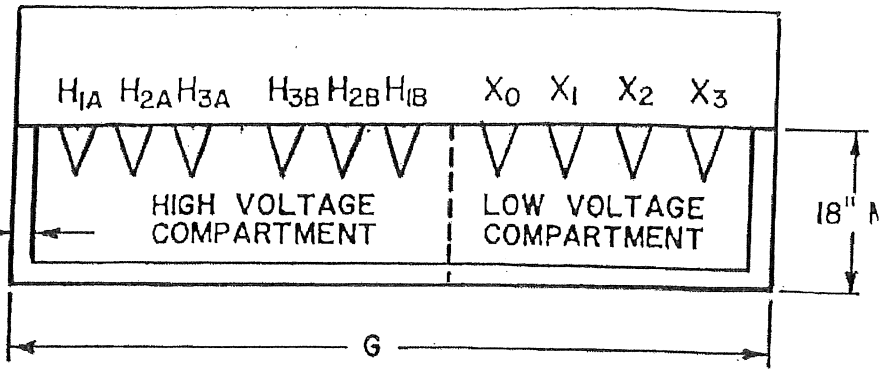 H1A H2A H3A H3B H2B H1B X0 X1 X2 X3
HIGH VOLTAGE LOW VOLTAGE
COMPARTMENT COMPARTMENT
18"
G